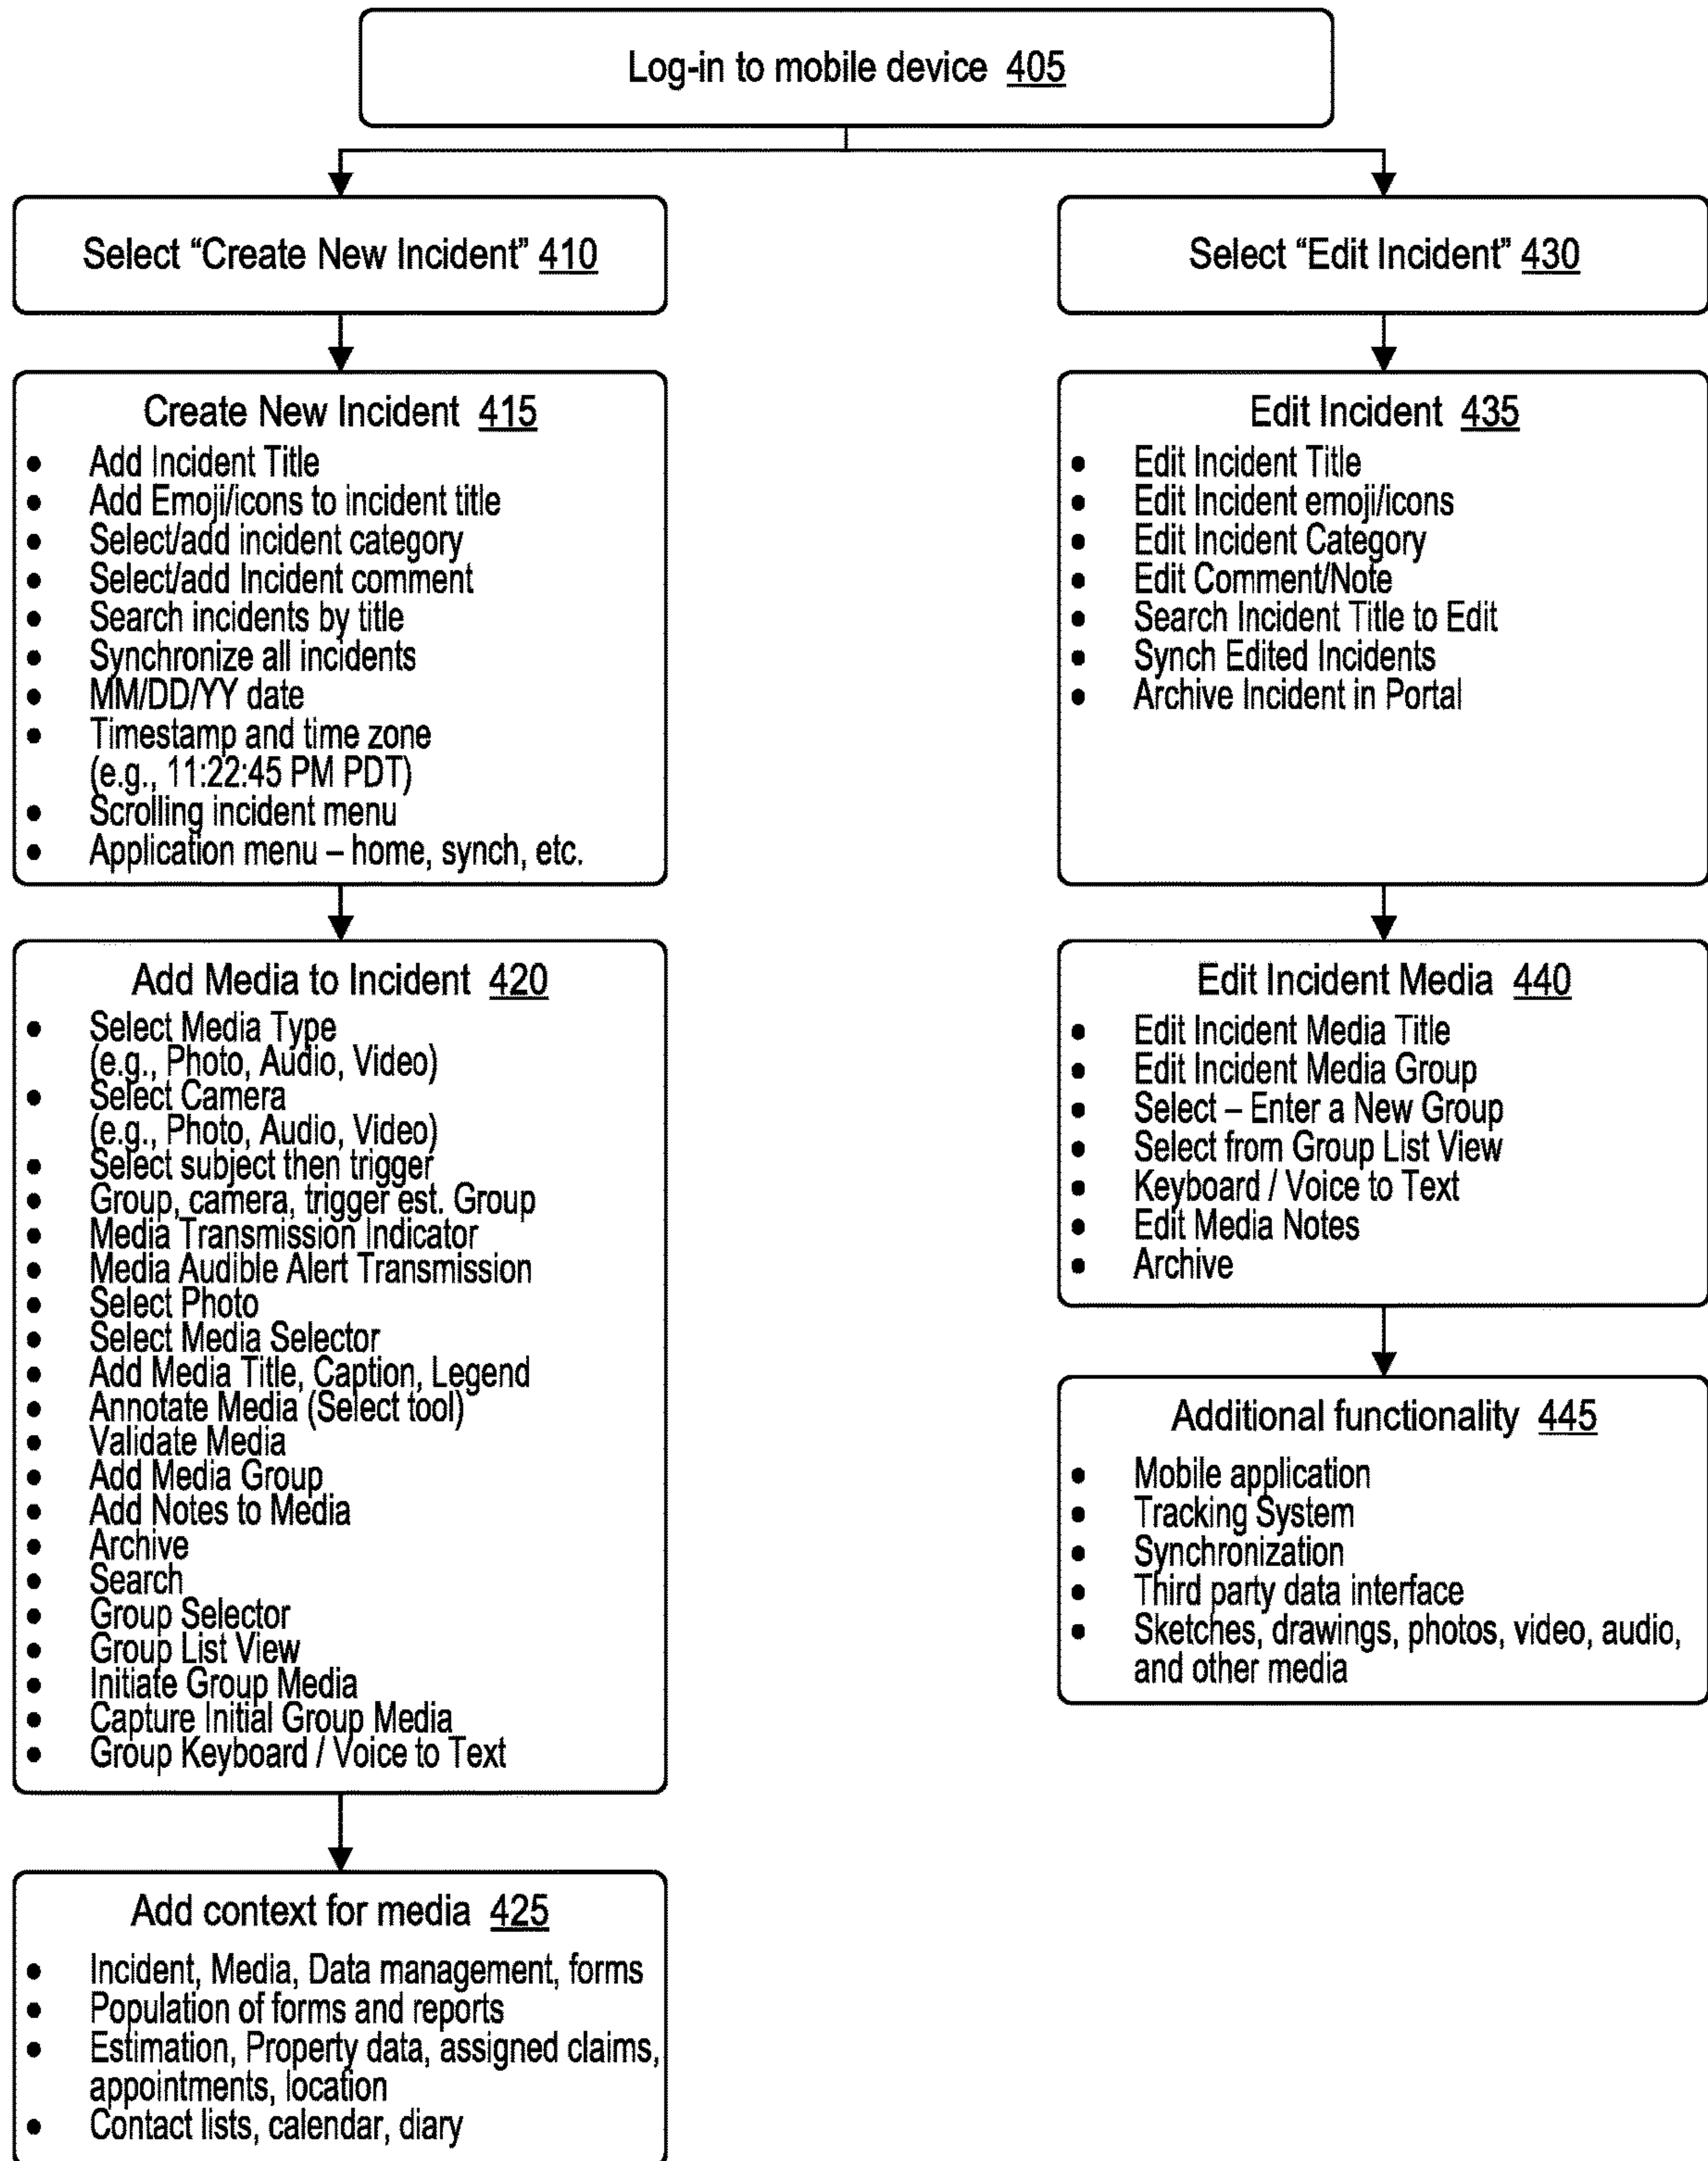 Log-in to mobile device 405
Select “Create New Incident” 410
Create New Incident 415
• Add Incident Title
• Add Emoji/icons to incident title
• Select/add incident category
• Select/add Incident comment
• Search incidents by title
• Synchronize all incidents
• MM/DD/YY date
• Timestamp and time zone
(e.g., 11:22:45 PM PDT)
• Scrolling incident menu
• Application menu – home, synch, etc.
Add Media to Incident 420
• Select Media Type
(e.g., Photo, Audio, Video)
• Select Camera
(e.g., Photo, Audio, Video)
• Select subject then trigger
• Group, camera, trigger est. Group
• Media Transmission Indicator
• Media Audible Alert Transmission
• Select Photo
• Select Media Selector
• Add Media Title, Caption, Legend
• Annotate Media (Select tool)
• Validate Media
• Add Media Group
• Add Notes to Media
• Archive
• Search
• Group Selector
• Group List View
• Initiate Group Media
• Capture Initial Group Media
• Group Keyboard / Voice to Text
Add context for media 425
• Incident, Media, Data management, forms
• Population of forms and reports
• Estimation, Property data, assigned claims,
appointments, location
• Contact lists, calendar, diary
Select “Edit Incident” 430
Edit Incident 435
• Edit Incident Title
• Edit Incident emoji/icons
• Edit Incident Category
• Edit Comment/Note
• Search Incident Title to Edit
• Synch Edited Incidents
• Archive Incident in Portal
Edit Incident Media 440
• Edit Incident Media Title
• Edit Incident Media Group
• Select – Enter a New Group
• Select from Group List View
• Keyboard / Voice to Text
• Edit Media Notes
• Archive
Additional functionality 445
• Mobile application
• Tracking System
• Synchronization
• Third party data interface
• Sketches, drawings, photos, video, audio,
and other media